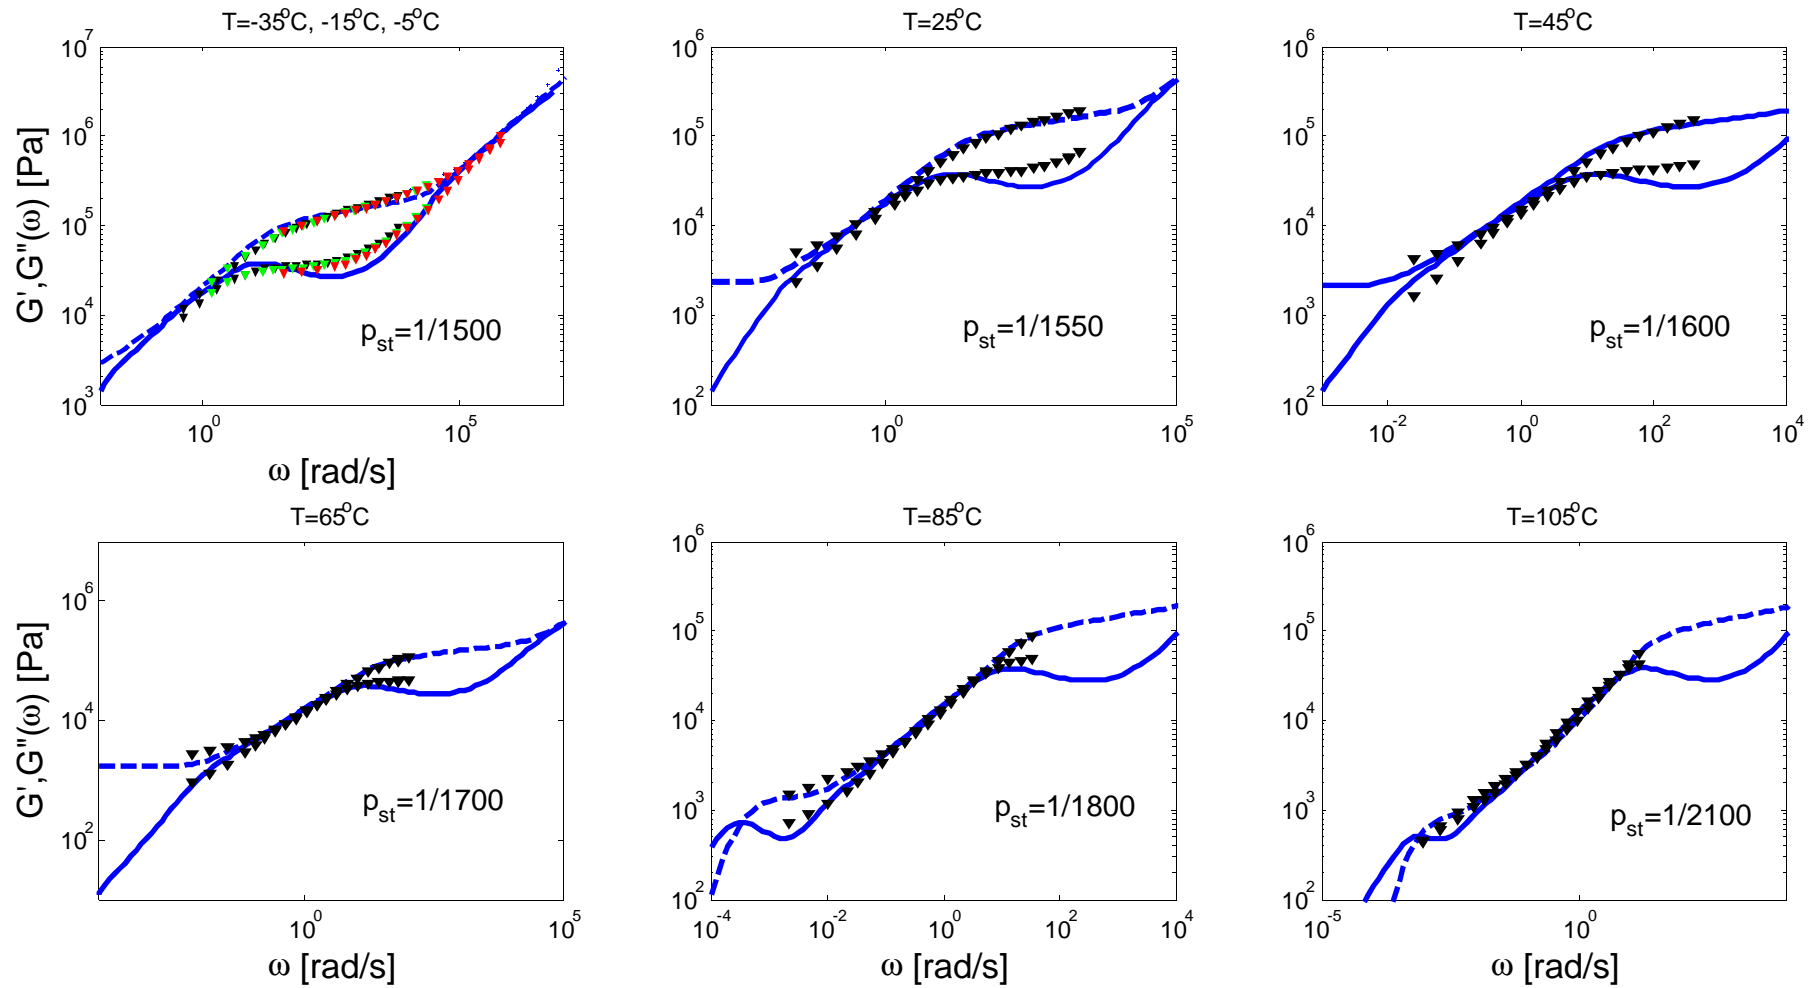 T=-35°C, -15°C, -5°C
10^7
10^6
10^5
10^4
10^3
G',G''(ω) [Pa]
p_st=1/1500
10^0
10^5
ω [rad/s]
T=25°C
10^6
10^5
10^4
10^3
10^2
p_st=1/1550
10^0
10^5
T=45°C
10^6
10^5
10^4
10^3
10^2
p_st=1/1600
10^-2
10^0
10^2
10^4
T=65°C
10^6
10^4
10^2
G',G''(ω) [Pa]
p_st=1/1700
10^0
10^5
ω [rad/s]
T=85°C
10^6
10^5
10^4
10^3
10^2
p_st=1/1800
10^-4
10^-2
10^0
10^2
10^4
ω [rad/s]
T=105°C
10^6
10^5
10^4
10^3
10^2
p_st=1/2100
10^-5
10^0
ω [rad/s]